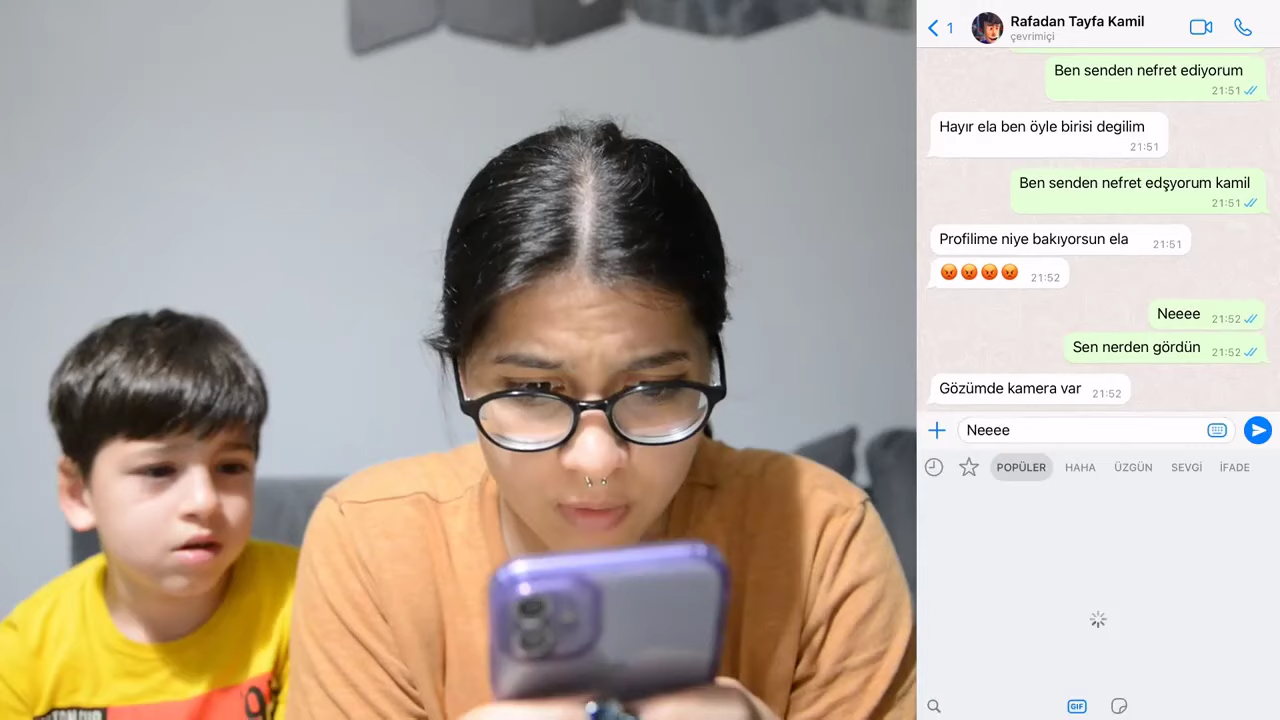 1
Rafadan Tayfa Kamil
çevrimiçi
Ben senden nefret ediyorum
21:51
Hayır ela ben öyle birisi degilim
21:51
Ben senden nefret edşyorum kamil
21:51
Profilime niye bakıyorsun ela 21:51
😡😡😡😡 21:52
Neeee 21:52
Sen nerden gördün 21:52
Gözümde kamera var 21:52
Neeee
POPÜLER HAHA ÜZGÜN SEVGİ İFADE
GIF